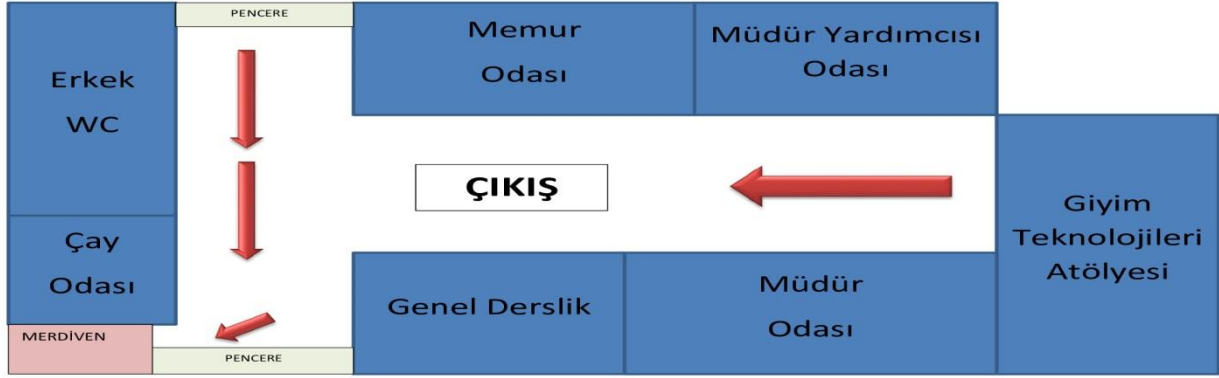 PENCERE
Erkek
WC
Memur
Odası
Müdür Yardımcısı
Odası
ÇIKIŞ
Giyim
Teknolojileri
Atölyesi
Çay
Odası
Genel Derslik
Müdür
Odası
MERDİVEN
PENCERE